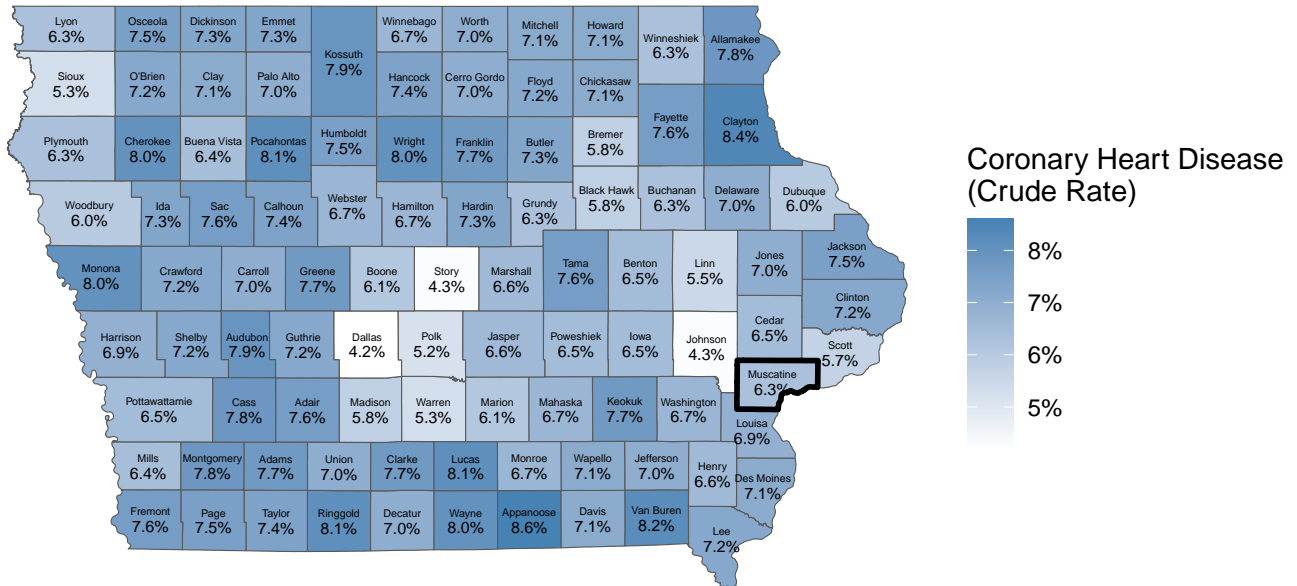 Lyon
6.3%
Osceola
7.5%
Dickinson
7.3%
Emmet
7.3%
Kossuth
7.9%
Winnebago
6.7%
Worth
7.0%
Mitchell
7.1%
Howard
7.1%
Winneshiek
6.3%
Allamakee
7.8%
Sioux
5.3%
O'Brien
7.2%
Clay
7.1%
Palo Alto
7.0%
Hancock
7.4%
Cerro Gordo
7.0%
Floyd
7.2%
Chickasaw
7.1%
Fayette
7.6%
Clayton
8.4%
Plymouth
6.3%
Cherokee
8.0%
Buena Vista
6.4%
Pocahontas
8.1%
Humboldt
7.5%
Wright
8.0%
Franklin
7.7%
Butler
7.3%
Bremer
5.8%
Woodbury
6.0%
Ida
7.3%
Sac
7.6%
Calhoun
7.4%
Webster
6.7%
Hamilton
6.7%
Hardin
7.3%
Grundy
6.3%
Black Hawk
5.8%
Buchanan
6.3%
Delaware
7.0%
Dubuque
6.0%
Monona
8.0%
Crawford
7.2%
Carroll
7.0%
Greene
7.7%
Boone
6.1%
Story
4.3%
Marshall
6.6%
Tama
7.6%
Benton
6.5%
Linn
5.5%
Jones
7.0%
Jackson
7.5%
Clinton
7.2%
Harrison
6.9%
Shelby
7.2%
Audubon
7.9%
Guthrie
7.2%
Dallas
4.2%
Polk
5.2%
Jasper
6.6%
Poweshiek
6.5%
Iowa
6.5%
Johnson
4.3%
Cedar
6.5%
Scott
5.7%
Muscatine
6.3%
Pottawattamie
6.5%
Cass
7.8%
Adair
7.6%
Madison
5.8%
Warren
5.3%
Marion
6.1%
Mahaska
6.7%
Keokuk
7.7%
Washington
6.7%
Louisa
6.9%
Mills
6.4%
Montgomery
7.8%
Adams
7.7%
Union
7.0%
Clarke
7.7%
Lucas
8.1%
Monroe
6.7%
Wapello
7.1%
Jefferson
7.0%
Henry
6.6%
Des Moines
7.1%
Fremont
7.6%
Page
7.5%
Taylor
7.4%
Ringgold
8.1%
Decatur
7.0%
Wayne
8.0%
Appanoose
8.6%
Davis
7.1%
Van Buren
8.2%
Lee
7.2%
Coronary Heart Disease
(Crude Rate)
8%
7%
6%
5%